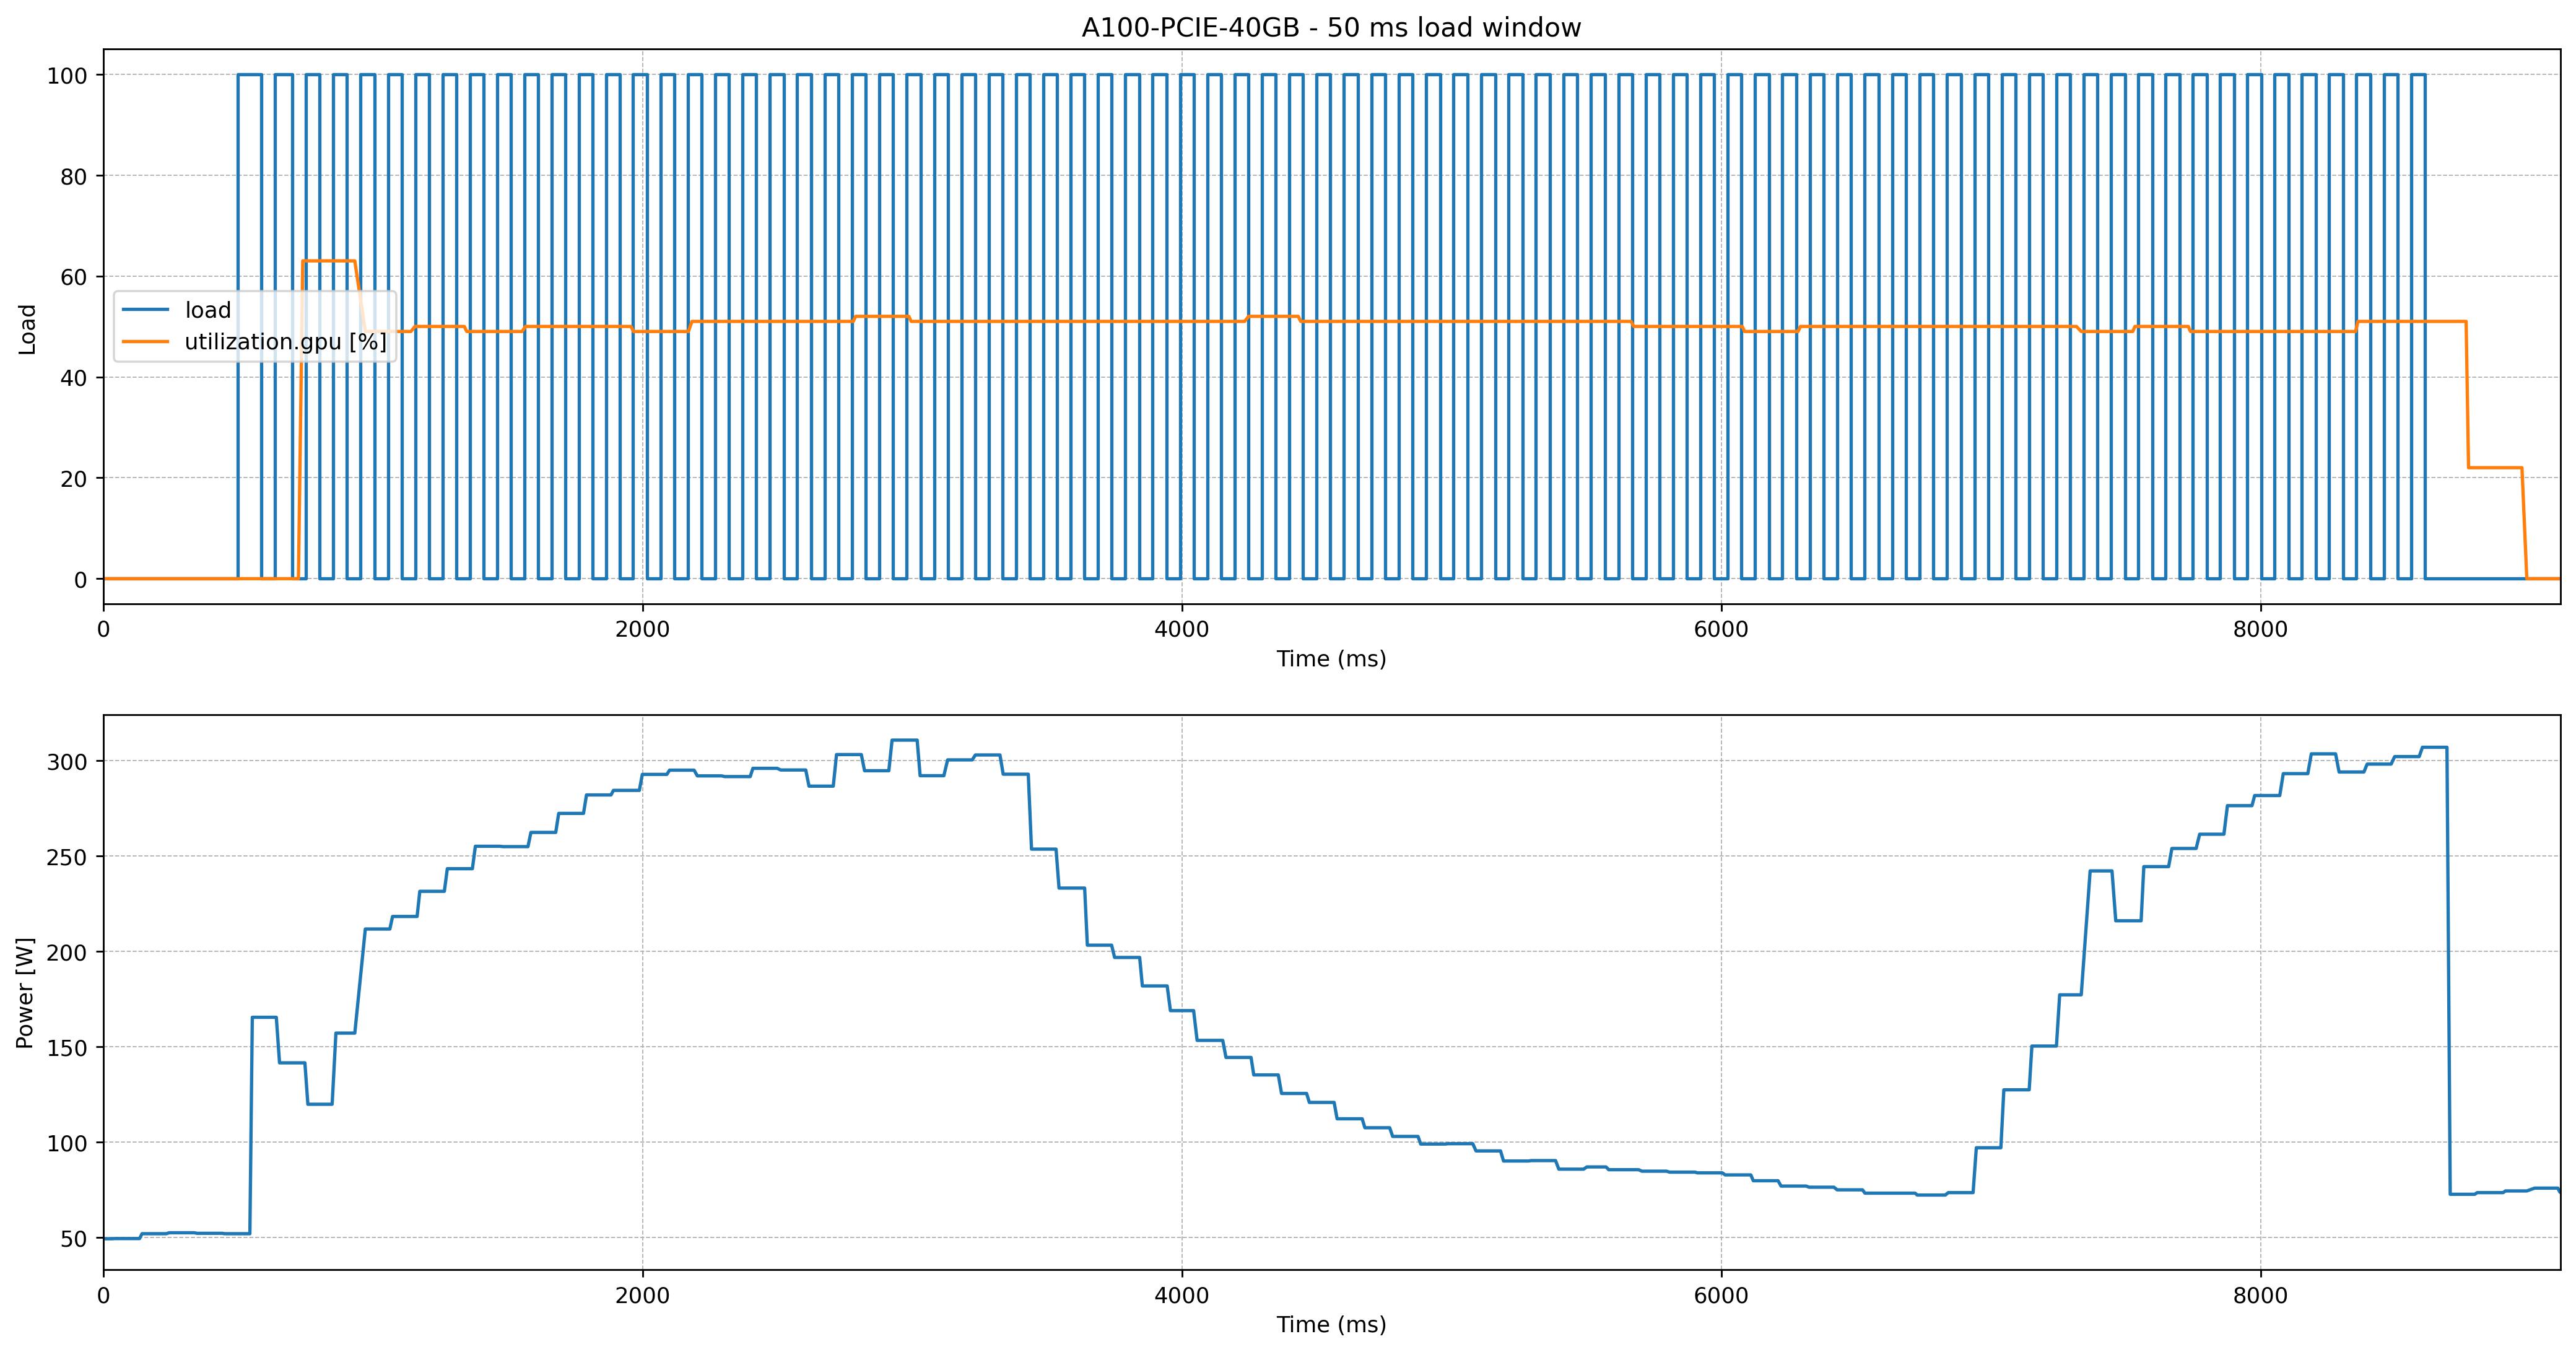 A100-PCIE-40GB - 50 ms load window
100
80
60
40
20
0
Load
load
utilization.gpu [%]
0 2000 4000 6000 8000
Time (ms)
300
250
200
150
100
50
Power [W]
0 2000 4000 6000 8000
Time (ms)